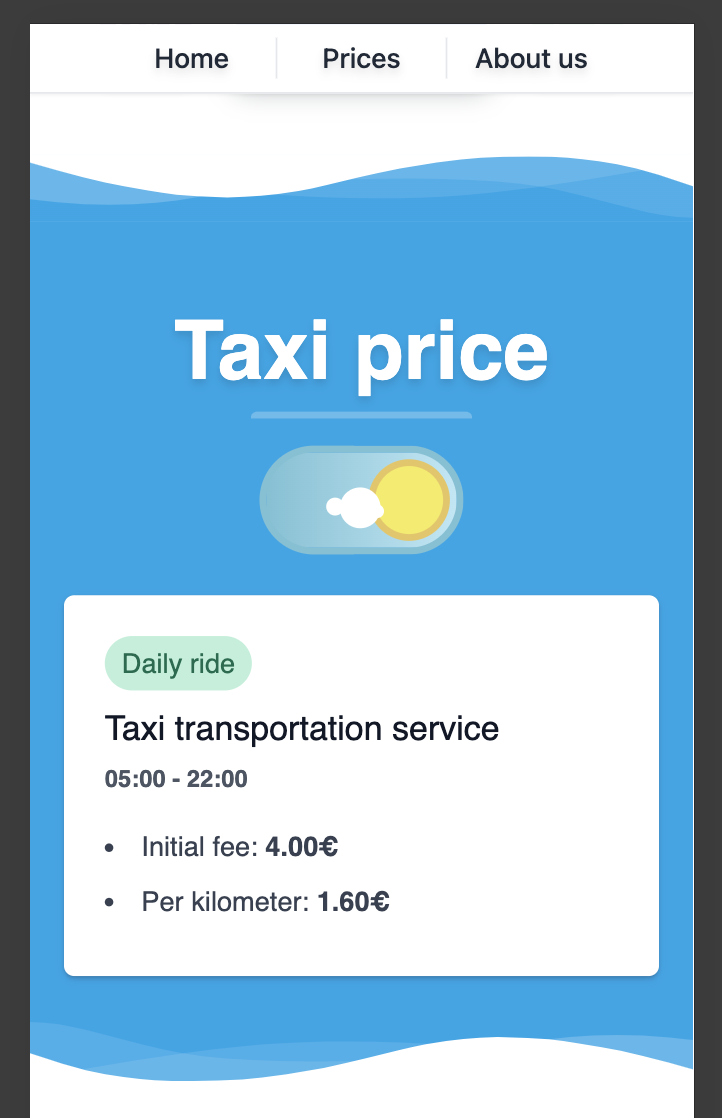 Home Prices About us
Taxi price
Daily ride
Taxi transportation service
05:00 - 22:00
• Initial fee: 4.00€
• Per kilometer: 1.60€